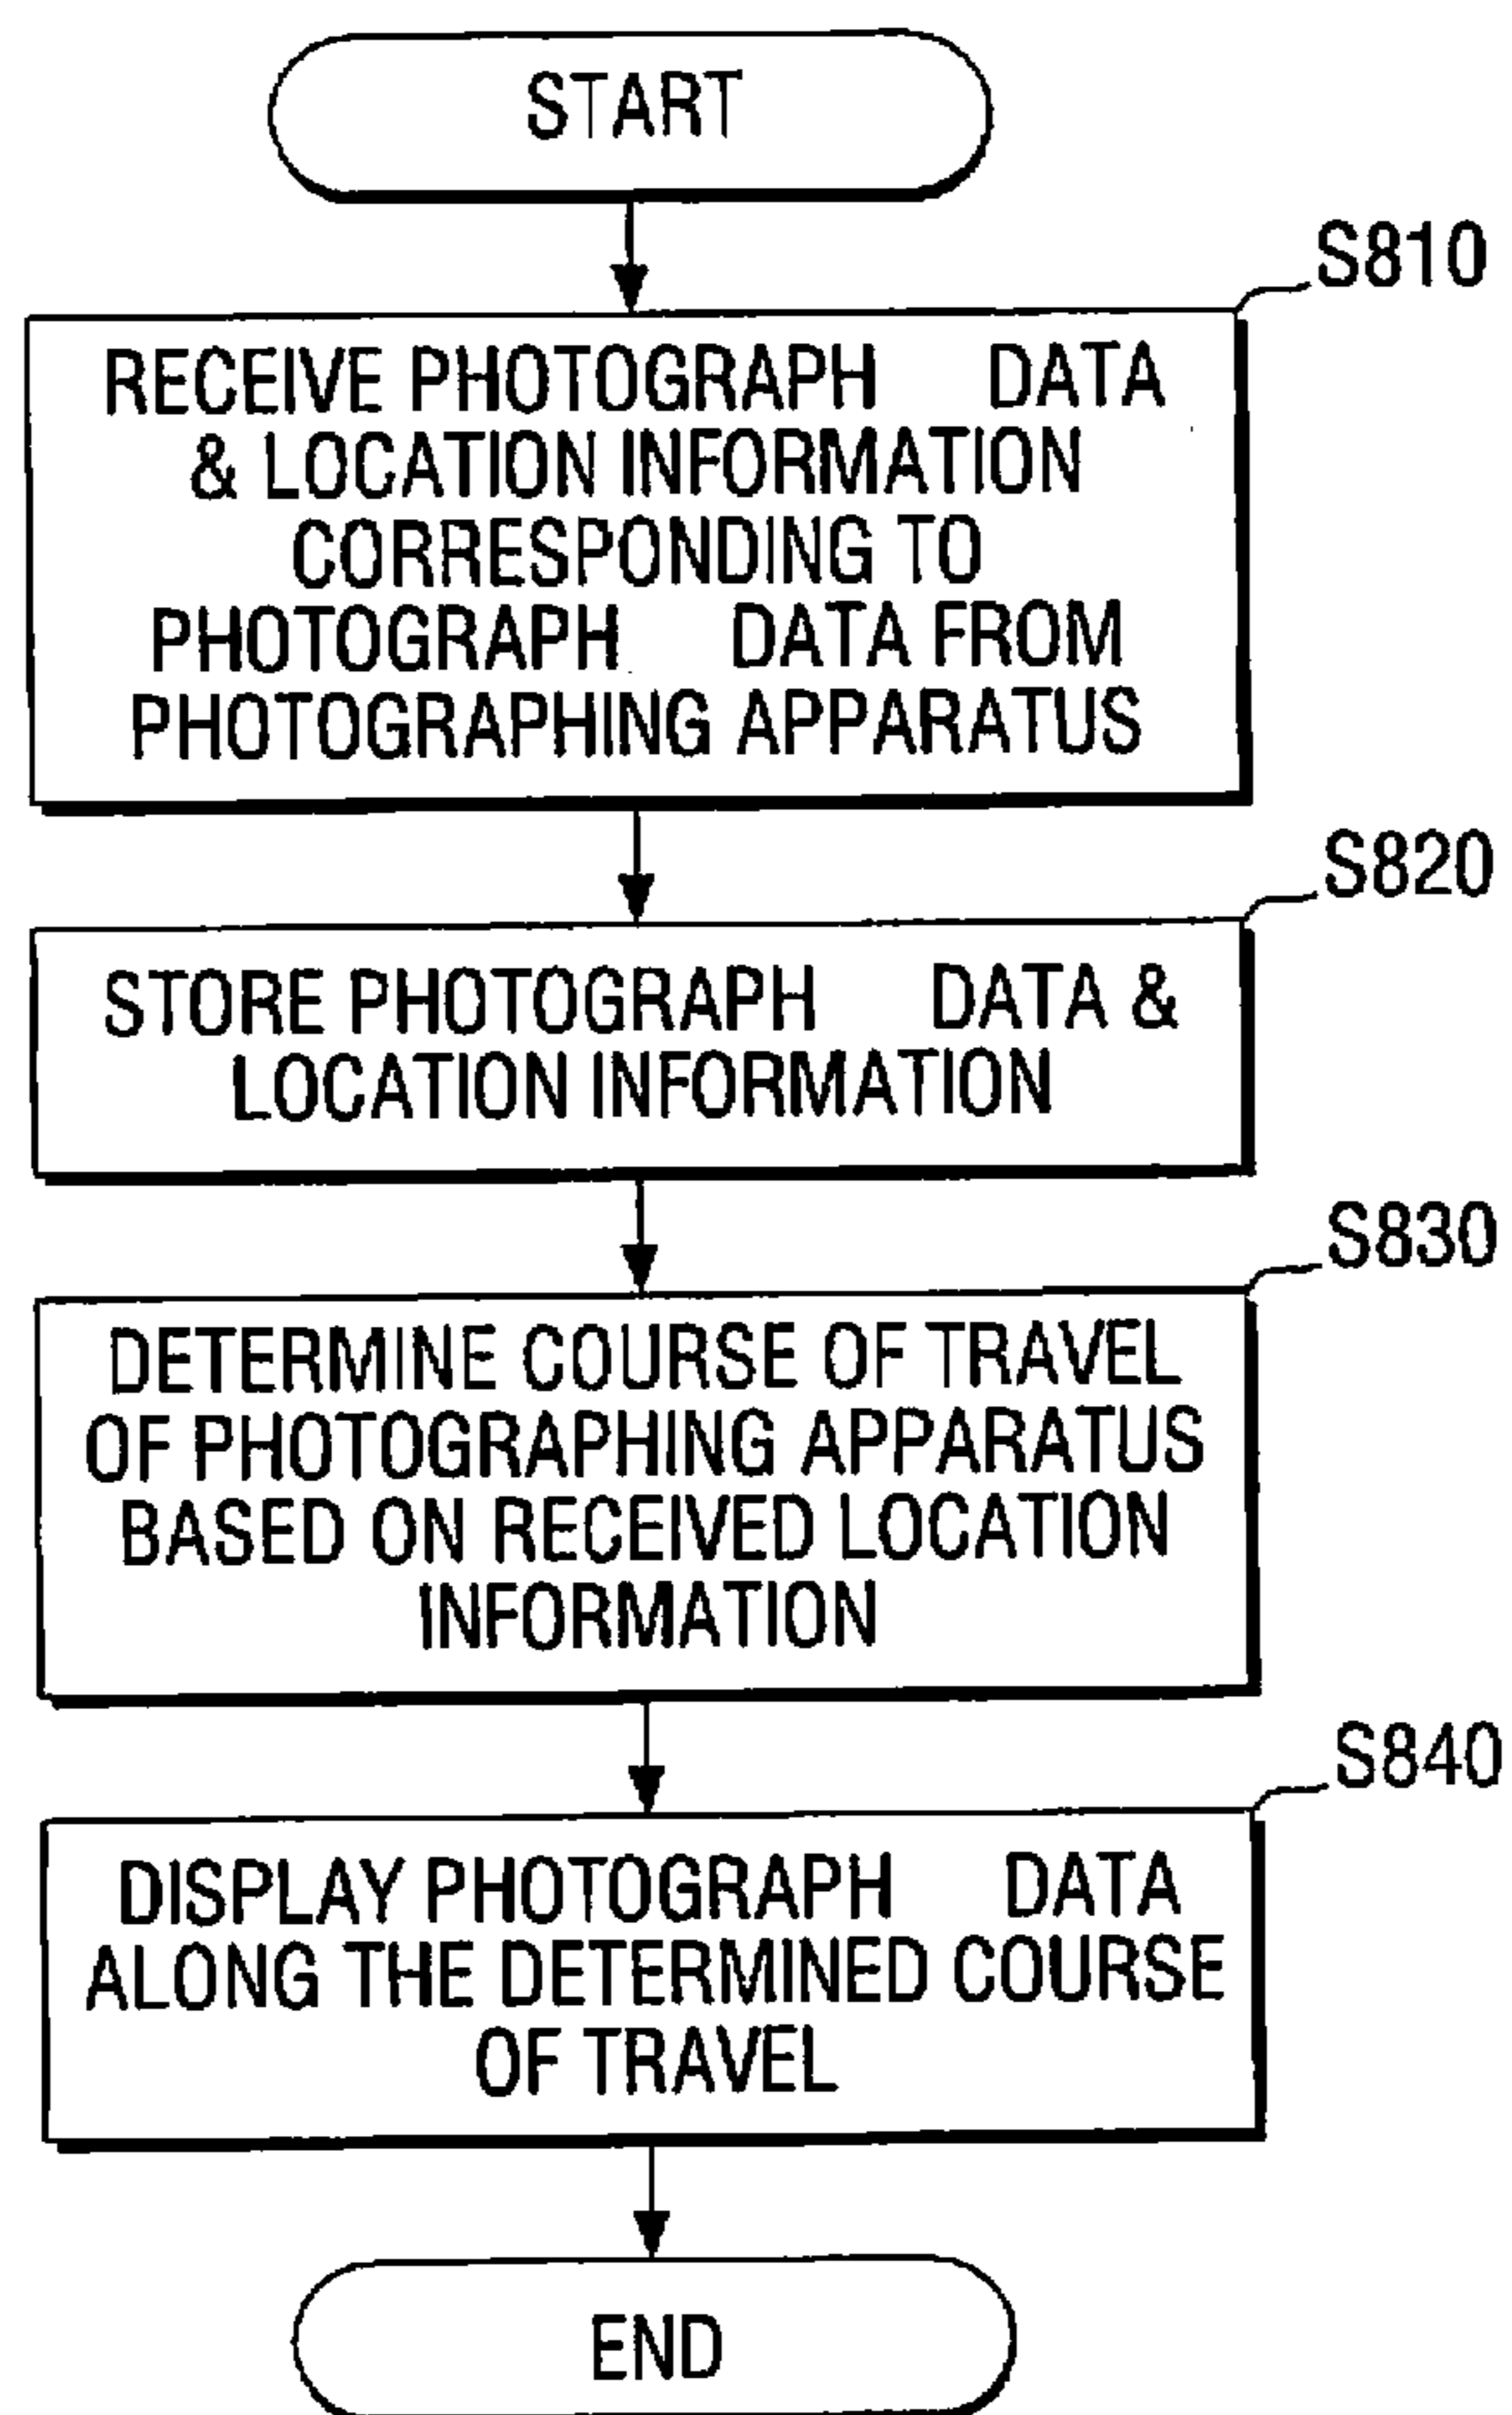 START
S810
RECEIVE PHOTOGRAPH DATA
& LOCATION INFORMATION
CORRESPONDING TO
PHOTOGRAPH DATA FROM
PHOTOGRAPHING APPARATUS
S820
STORE PHOTOGRAPH DATA &
LOCATION INFORMATION
S830
DETERMINE COURSE OF TRAVEL
OF PHOTOGRAPHING APPARATUS
BASED ON RECEIVED LOCATION
INFORMATION
S840
DISPLAY PHOTOGRAPH DATA
ALONG THE DETERMINED COURSE
OF TRAVEL
END